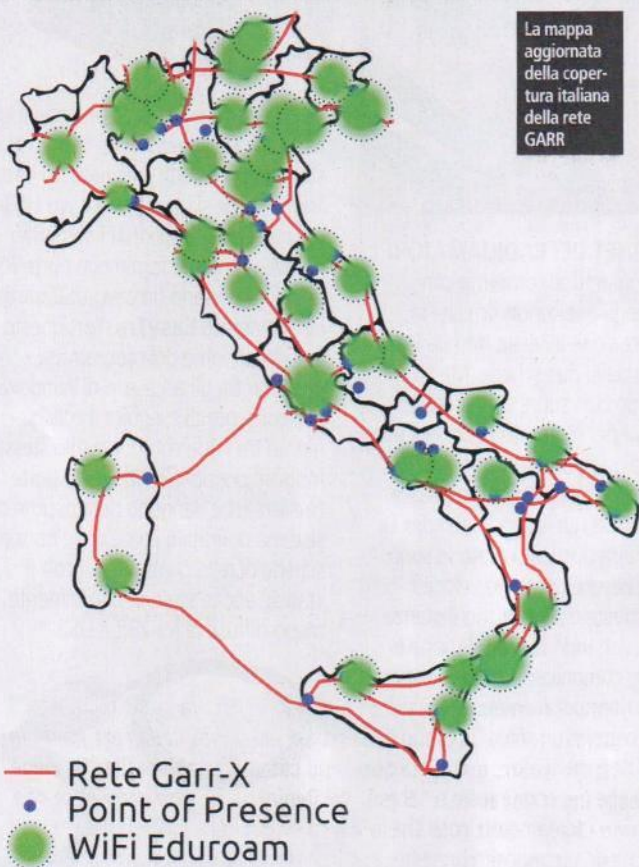 La mappa
aggiornata
della coper-
tura italiana
della rete
GARR
Rete Garr-X
Point of Presence
WiFi Eduroam